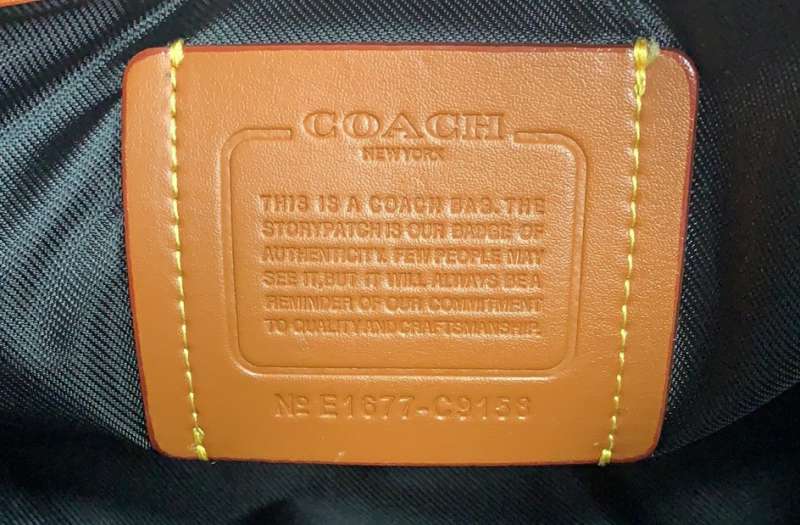 COACH
NEW YORK
THIS IS A COACH BAG. THE
STORYPATCH IS OUR BADGE OF
AUTHENTICITY. FEW PEOPLE MAY
SEE IT, BUT IT WILL ALWAYS BE A
REMINDER OF OUR COMMITMENT
TO QUALITY AND CRAFTSMANSHIP.
Nº E1677-C9158